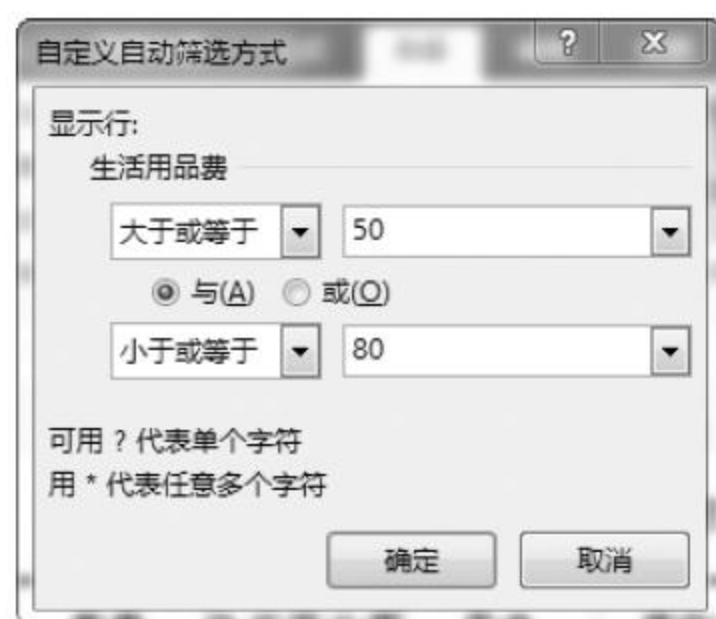 自定义自动筛选方式
显示行:
生活用品费
大于或等于 50
与(A) 或(O)
小于或等于 80
可用 ? 代表单个字符
用 * 代表任意多个字符
确定 取消